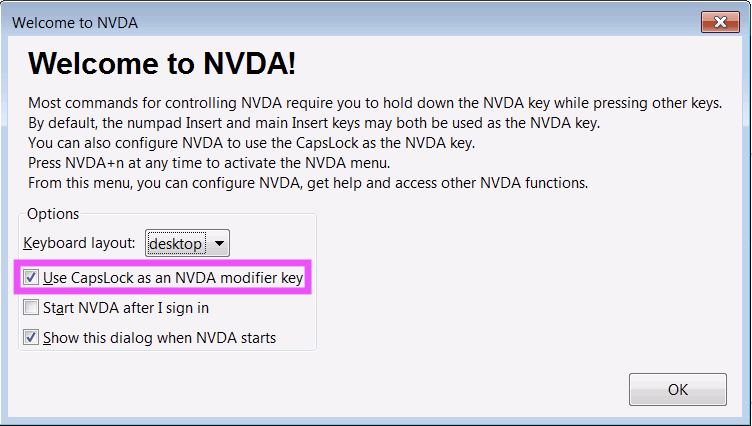 Welcome to NVDA
Welcome to NVDA!
Most commands for controlling NVDA require you to hold down the NVDA key while pressing other keys.
By default, the numpad Insert and main Insert keys may both be used as the NVDA key.
You can also configure NVDA to use the CapsLock as the NVDA key.
Press NVDA+n at any time to activate the NVDA menu.
From this menu, you can configure NVDA, get help and access other NVDA functions.
Options
Keyboard layout: desktop
Use CapsLock as an NVDA modifier key
Start NVDA after I sign in
Show this dialog when NVDA starts
OK